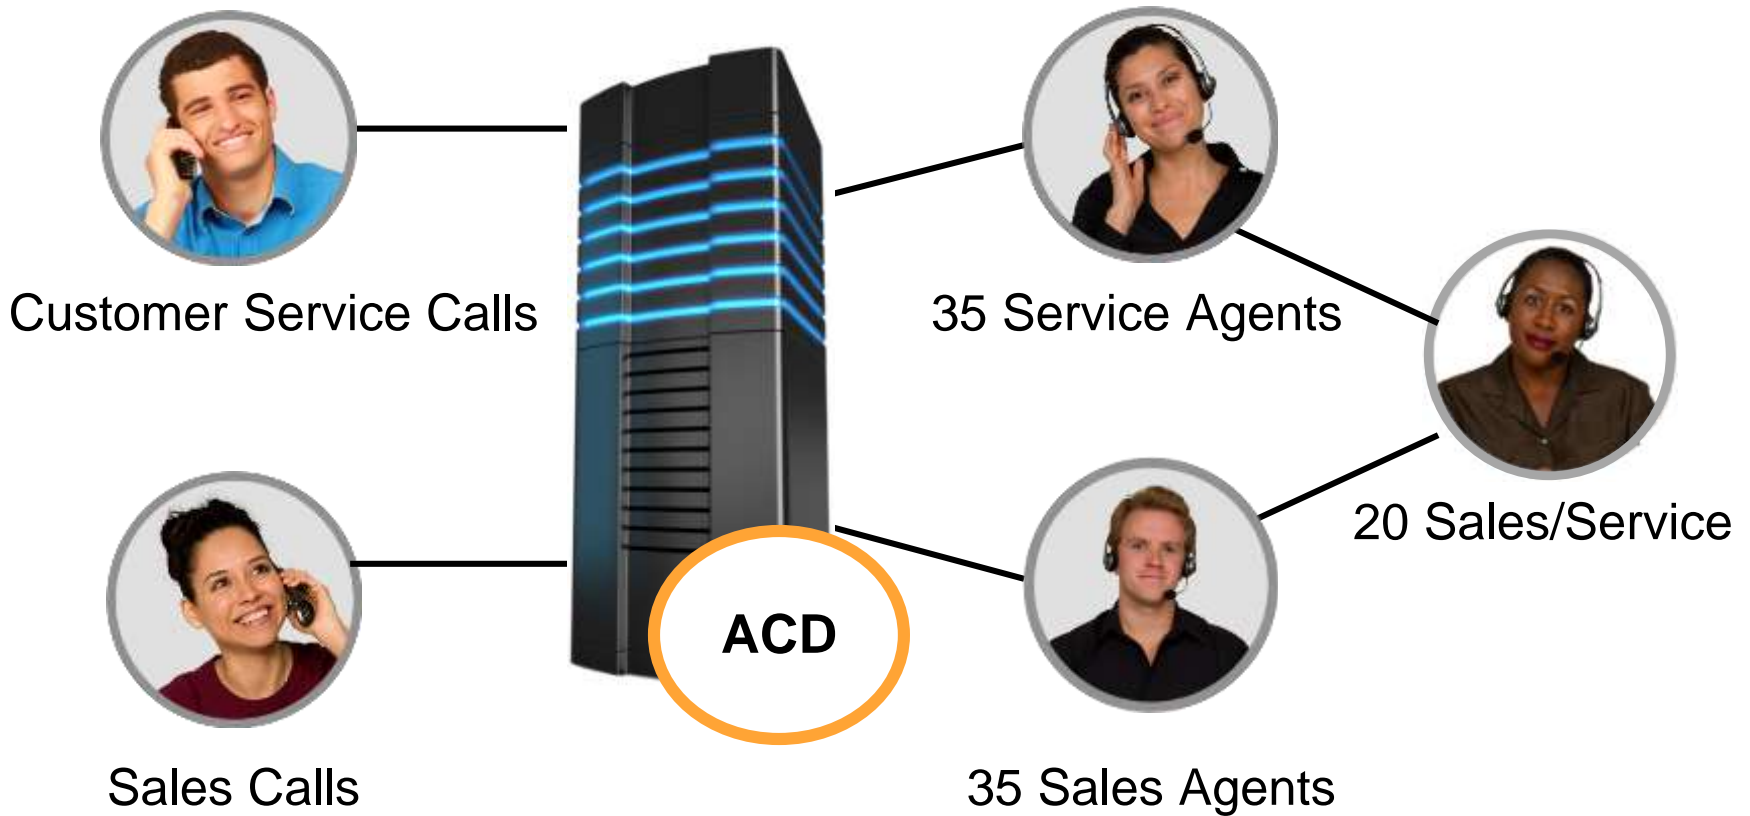 Customer Service Calls
35 Service Agents
20 Sales/Service
ACD
Sales Calls
35 Sales Agents